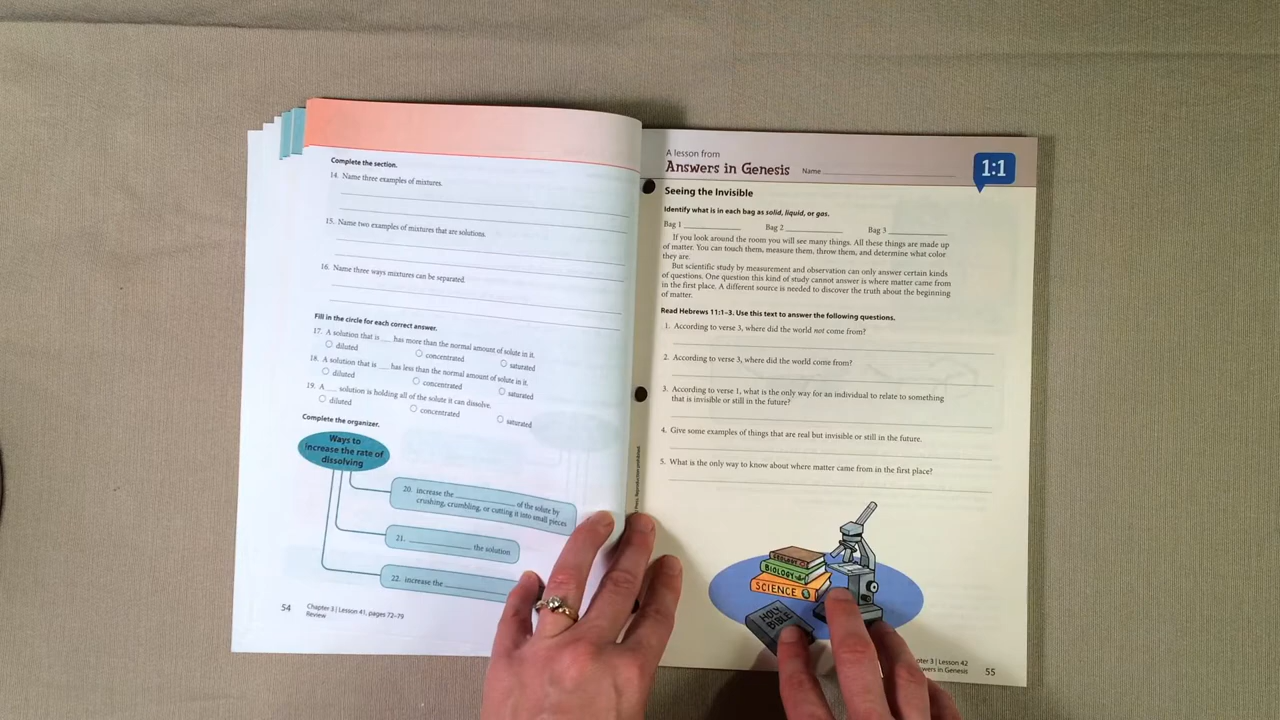 Complete the section.
14. Name three examples of mixtures.
15. Name two examples of mixtures that are solutions.
16. Name three ways mixtures can be separated.
Fill in the circle for each correct answer.
17. A solution that is ___ has more than the normal amount of solute in it.
diluted concentrated saturated
18. A solution that is ___ has less than the normal amount of solute in it.
diluted concentrated saturated
19. A ___ solution is holding all of the solute it can dissolve.
diluted concentrated saturated
Complete the organizer.
Ways to
increase the rate of
dissolving
20. increase the ____________ of the solute by
crushing, crumbling, or cutting it into small pieces
21. ____________ the solution
22. increase the ____________
54
Chapter 3 | Lesson 41, pages 72–79
Review
A lesson from
Answers in Genesis Name ____________
1:1
Seeing the Invisible
Identify what is in each bag as solid, liquid, or gas.
Bag 1 ____________ Bag 2 ____________ Bag 3 ____________
If you look around the room you will see many things. All these things are made up
of matter. You can touch them, measure them, throw them, and determine what color
they are.
But scientific study by measurement and observation can only answer certain kinds
of questions. One question this kind of study cannot answer is where matter came from
in the first place. A different source is needed to discover the truth about the beginning
of matter.
Read Hebrews 11:1–3. Use this text to answer the following questions.
1. According to verse 3, where did the world not come from?
2. According to verse 3, where did the world come from?
3. According to verse 1, what is the only way for an individual to relate to something
that is invisible or still in the future?
4. Give some examples of things that are real but invisible or still in the future.
5. What is the only way to know about where matter came from in the first place?
BIOLOGY
SCIENCE
HOLY
BIBLE
pter 3 | Lesson 42
wers in Genesis
55
Reproduction prohibited.